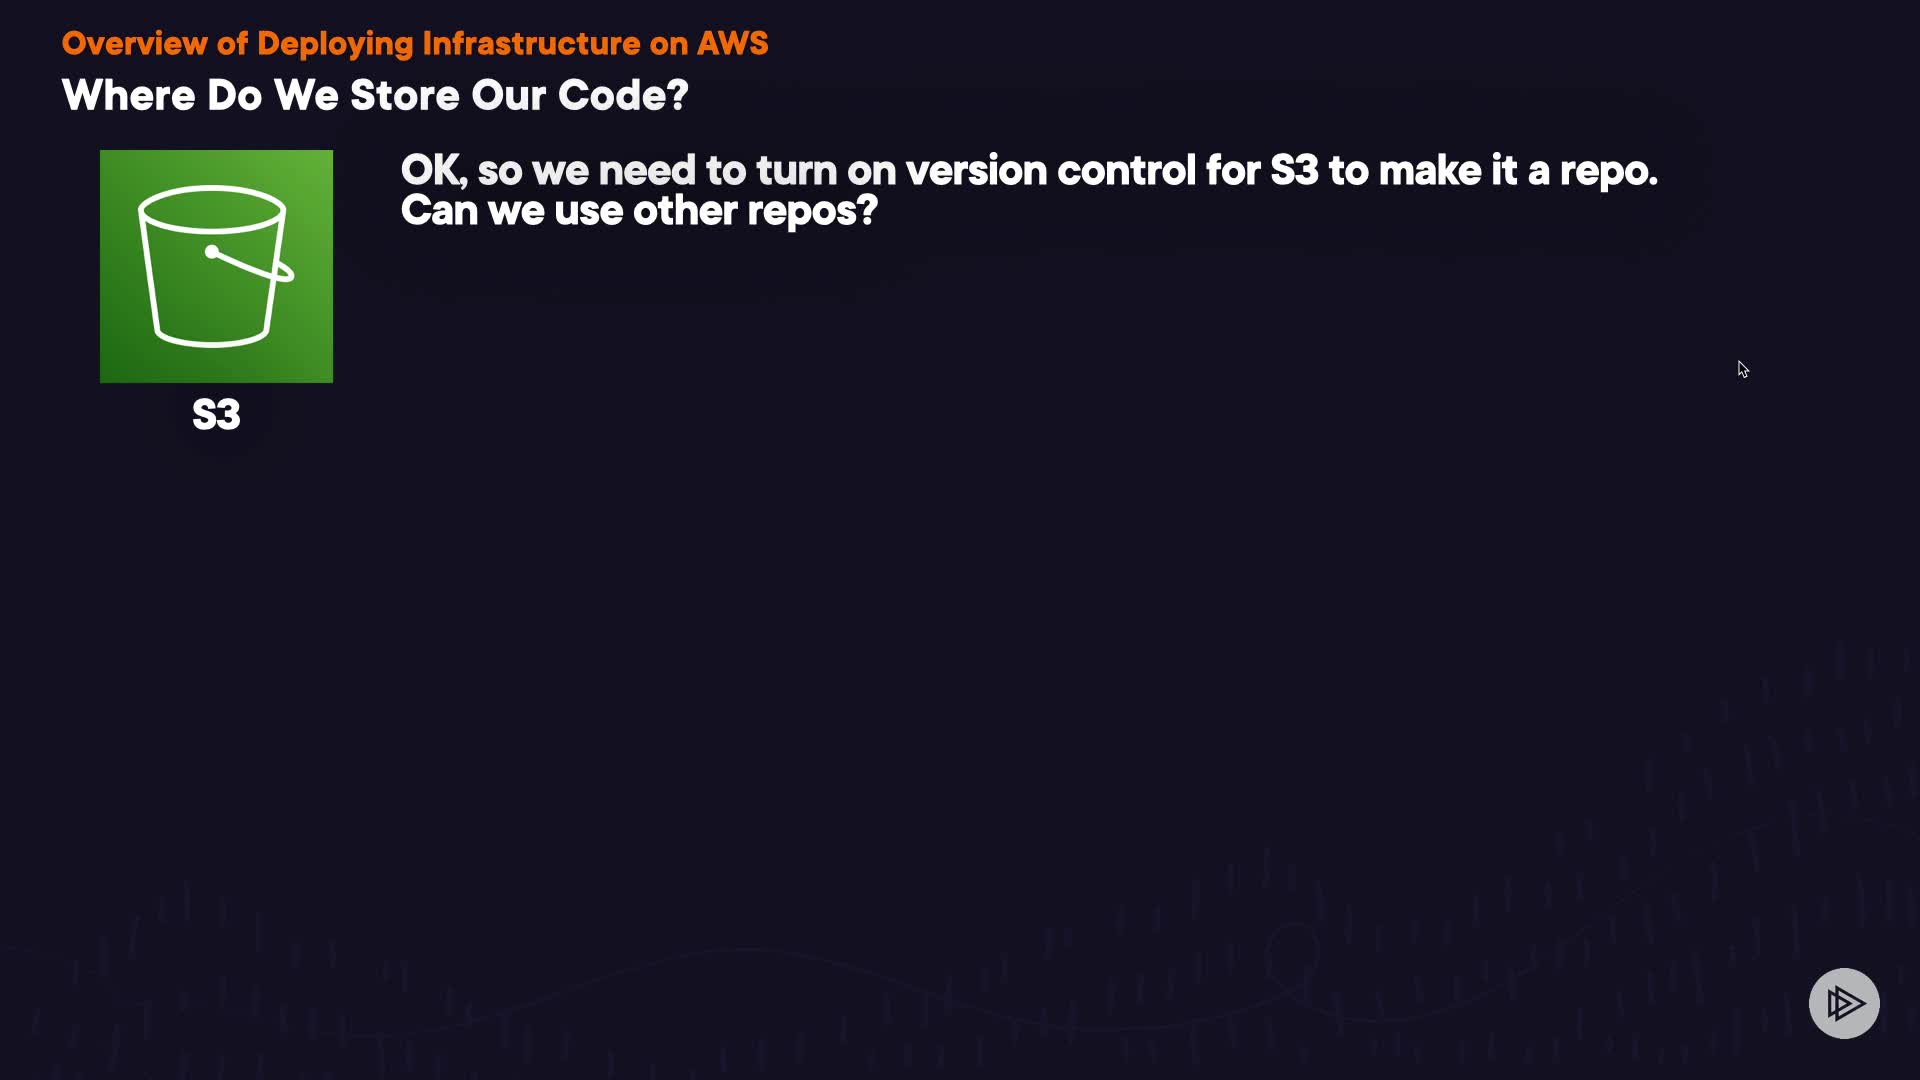 Overview of Deploying Infrastructure on AWS
Where Do We Store Our Code?
OK, so we need to turn on version control for S3 to make it a repo.
Can we use other repos?
S3